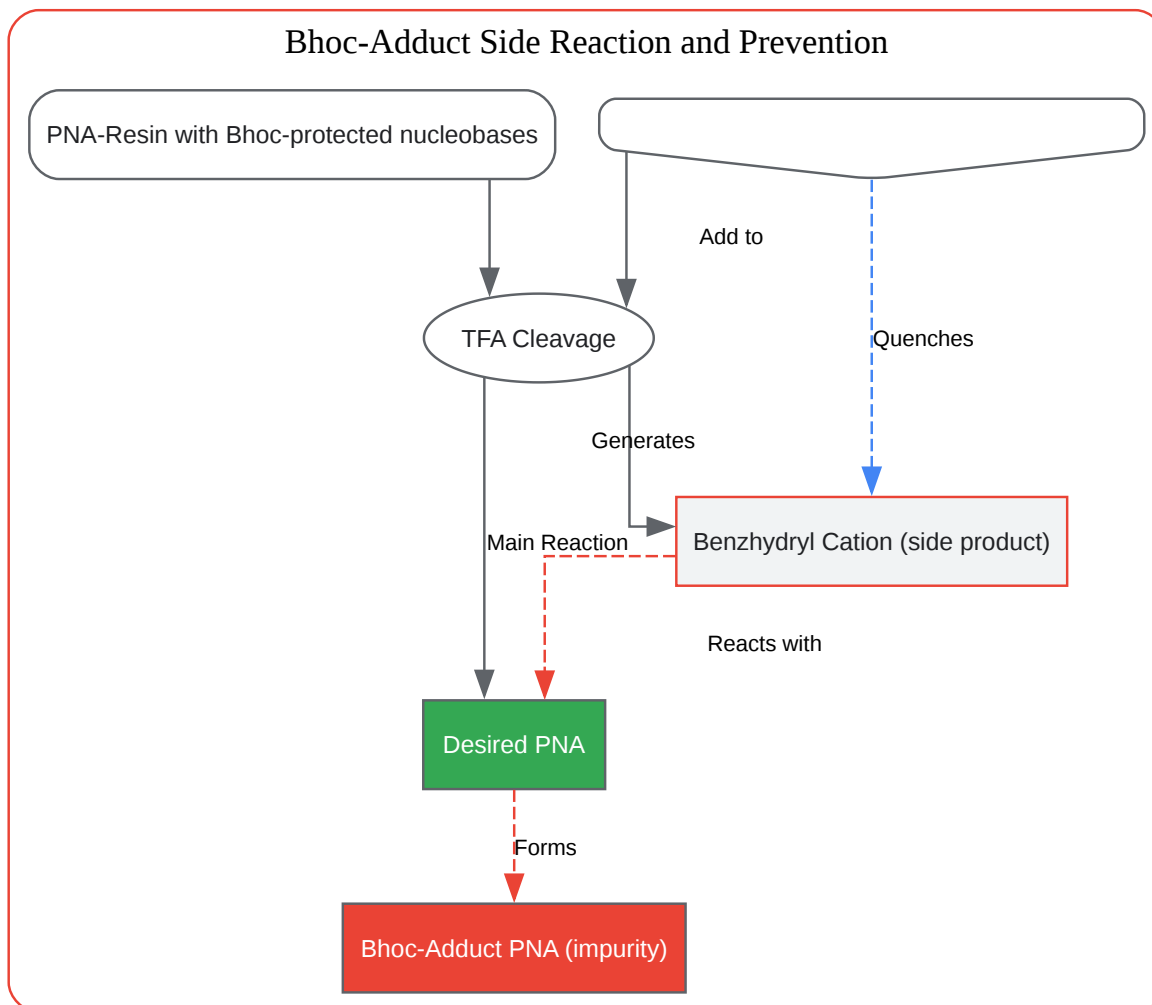 Bhoc-Adduct Side Reaction and Prevention
PNA-Resin with Bhoc-protected nucleobases
Add to
TFA Cleavage
Quenches
Generates
Main Reaction
Benzhydryl Cation (side product)
Reacts with
Desired PNA
Forms
Bhoc-Adduct PNA (impurity)